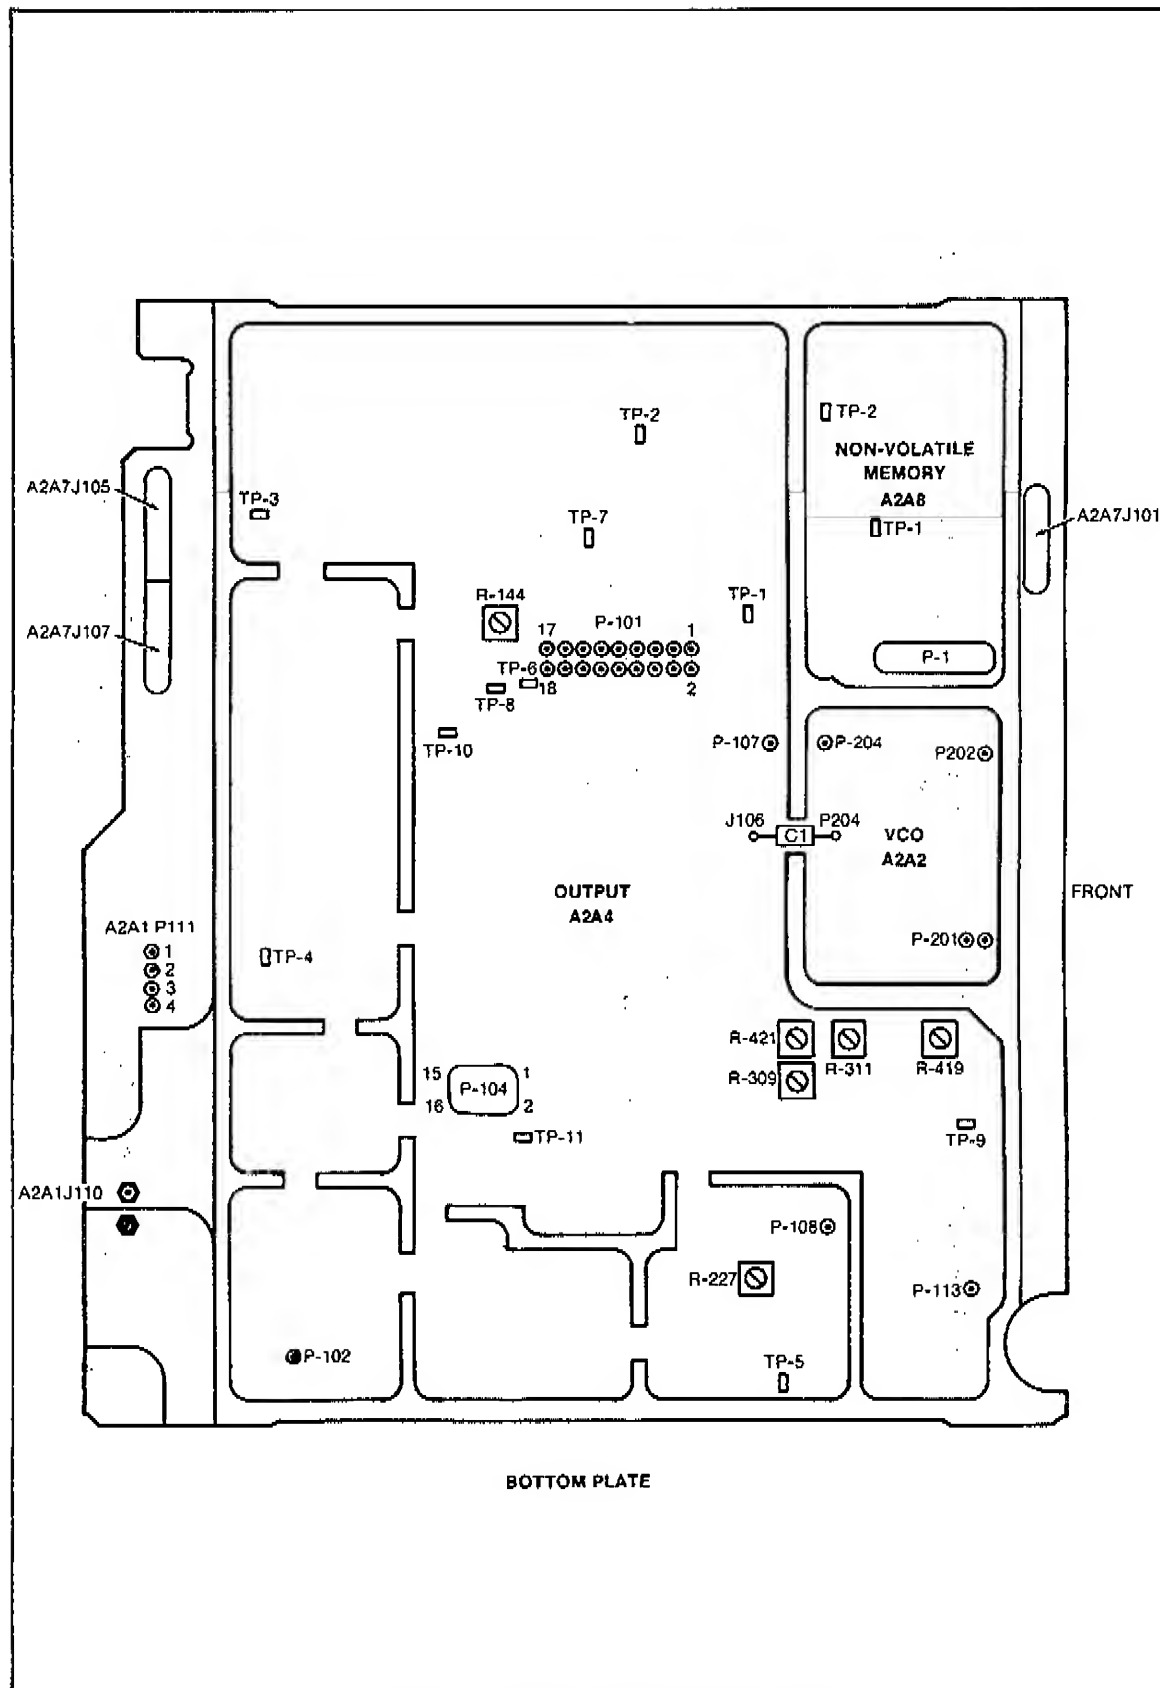 TP-2
TP-2
NON-VOLATILE
MEMORY
A2A8
A2A7J105
TP-3
TP-7
TP-1
A2A7J101
R-144
TP-1
P-101
17
1
A2A7J107
P-1
TP-6
18
2
TP-8
TP-10
P-107
P-204
P202
J106
C1
P204
VCO
A2A2
OUTPUT
A2A4
FRONT
A2A1 P111
1
2
3
4
P-201
TP-4
R-421
R-311
R-419
R-309
15
1
P-104
16
2
TP-11
TP-9
A2A1J110
P-108
R-227
P-113
P-102
TP-5
BOTTOM PLATE